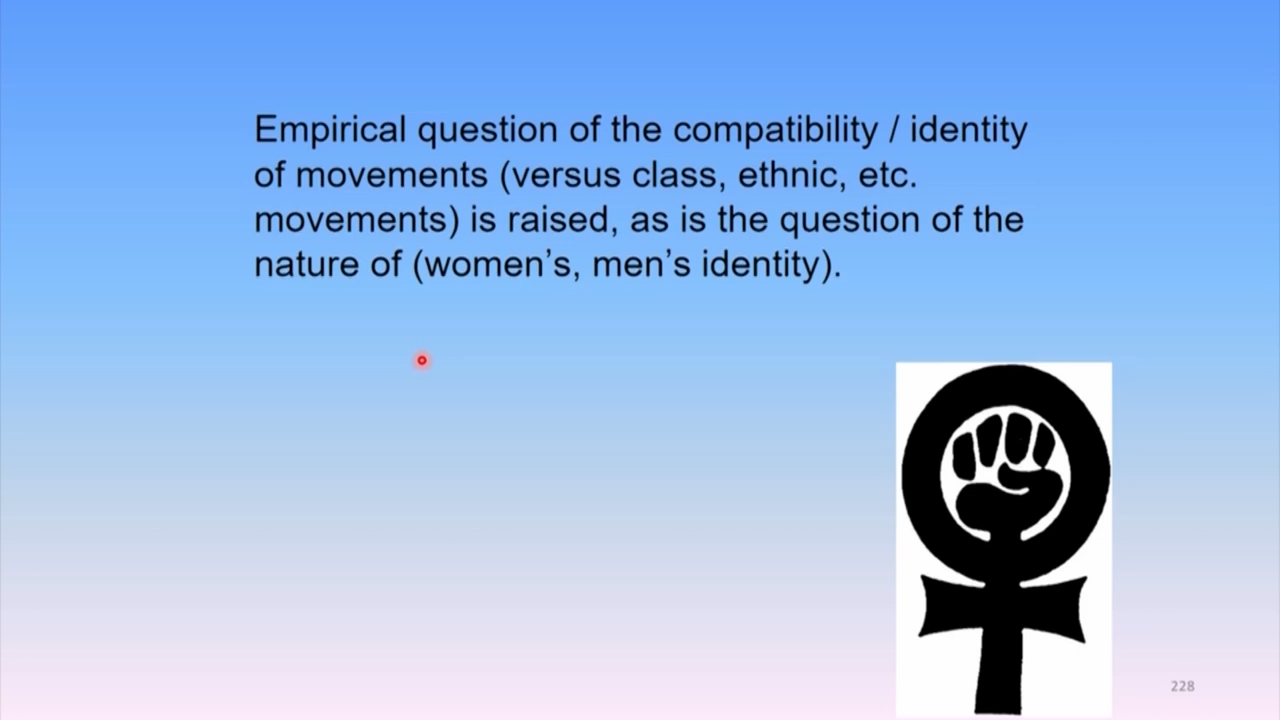 Empirical question of the compatibility / identity
of movements (versus class, ethnic, etc.
movements) is raised, as is the question of the
nature of (women’s, men’s identity).
228